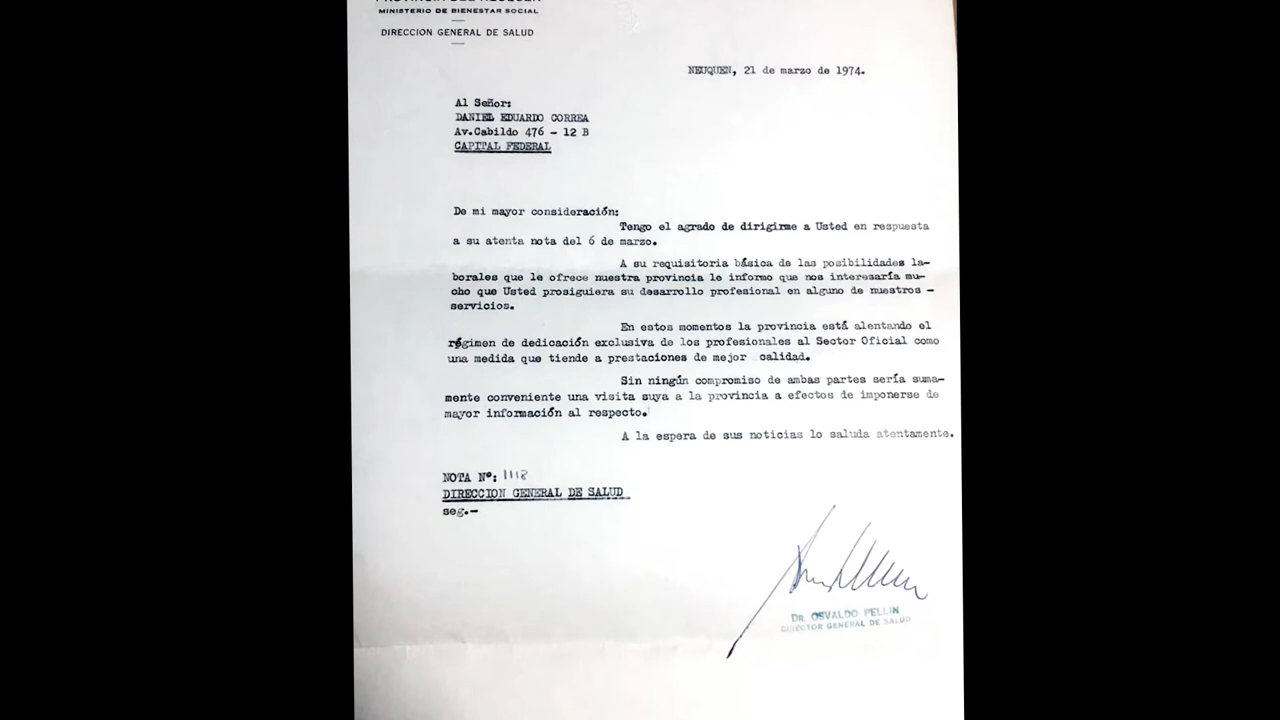 PROVINCIA DEL NEUQUEN
MINISTERIO DE BIENESTAR SOCIAL
DIRECCION GENERAL DE SALUD
NEUQUEN, 21 de marzo de 1974.
Al Señor:
DANIEL EDUARDO CORREA
Av.Cabildo 476 - 12 B
CAPITAL FEDERAL
De mi mayor consideración:
Tengo el agrado de dirigirme a Usted en respuesta
a su atenta nota del 6 de marzo.
A su requisitoria básica de las posibilidades la-
borales que le ofrece nuestra provincia le informo que nos interesaría mu-
cho que Usted prosiguiera su desarrollo profesional en alguno de nuestros -
servicios.
En estos momentos la provincia está alentando el
régimen de dedicación exclusiva de los profesionales al Sector Oficial como
una medida que tiende a prestaciones de mejor calidad.
Sin ningún compromiso de ambas partes sería suma-
mente conveniente una visita suya a la provincia a efectos de imponerse de
mayor información al respecto.
A la espera de sus noticias lo saluda atentamente.
NOTA Nº: 1118
DIRECCION GENERAL DE SALUD
seg.-
DR. OSVALDO PELLIN
DIRECTOR GENERAL DE SALUD